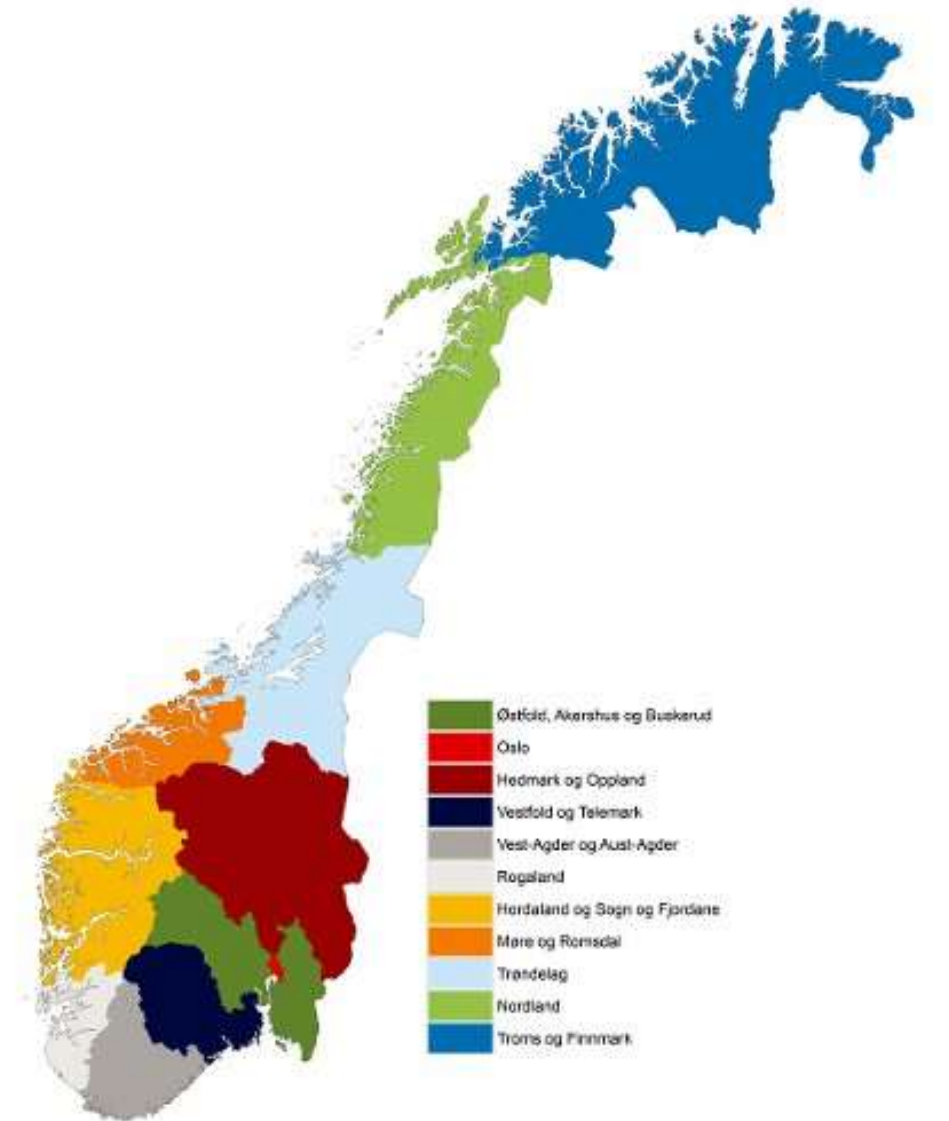 Østfold, Akershus og Buskerud
Oslo
Hedmark og Oppland
Vestfold og Telemark
Vest-Agder og Aust-Agder
Rogaland
Hordaland og Sogn og Fjordane
Møre og Romsdal
Trøndelag
Nordland
Troms og Finnmark